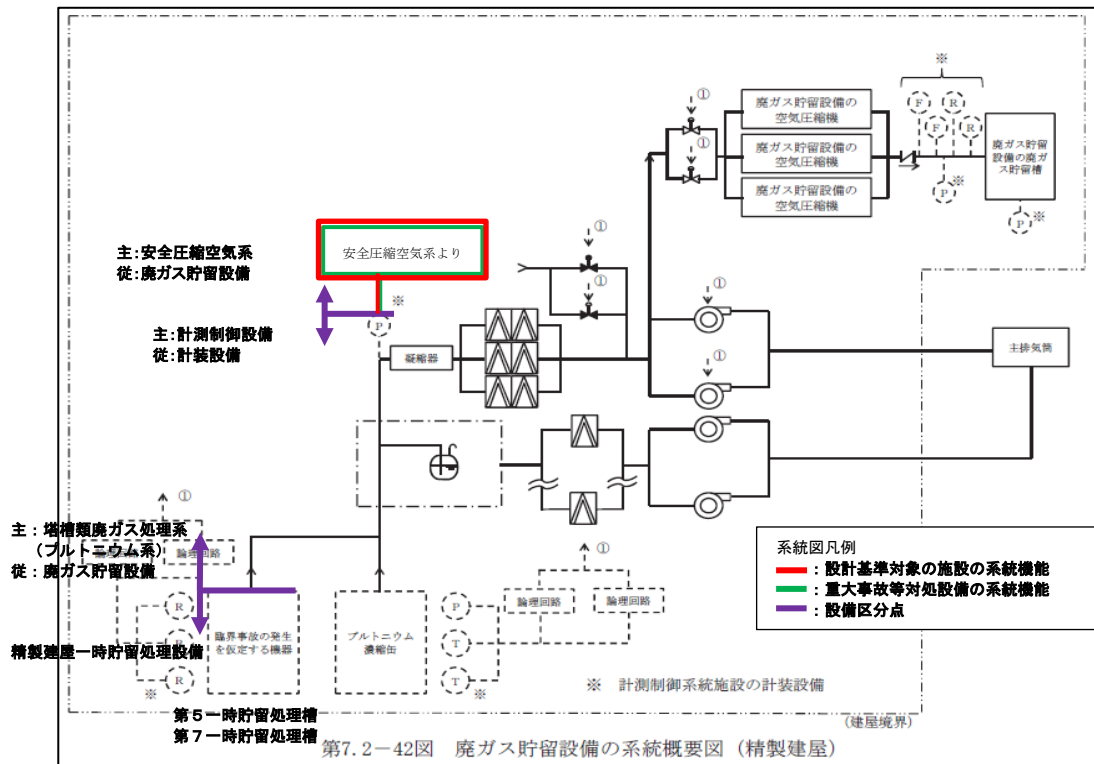 ※
①
廃ガス貯留設備の
空気圧縮機
F
R
①
廃ガス貯留設備の
空気圧縮機
F
R
廃ガス貯留
設備の廃ガ
ス貯留槽
廃ガス貯留設備の
空気圧縮機
P
※
P
※
主:安全圧縮空気系
従:廃ガス貯留設備
安全圧縮空気系より
①
①
※
P
①
主:計測制御設備
従:計装設備
凝縮器
①
主排気筒
①
主：塔槽類廃ガス処理系
（プルトニウム系）
従：廃ガス貯留設備
論理回路
論理回路
①
論理回路
論理回路
系統図凡例
：設計基準対象の施設の系統機能
：重大事故等対処設備の系統機能
：設備区分点
R
R
R
※
精製建屋一時貯留処理設備
臨界事故の発生
を仮定する機器
プルトニウム
濃縮缶
P
T
T
※
※ 計測制御系統施設の計装設備
第５一時貯留処理槽
第７一時貯留処理槽
(建屋境界)
第7.2－42図 廃ガス貯留設備の系統概要図（精製建屋）